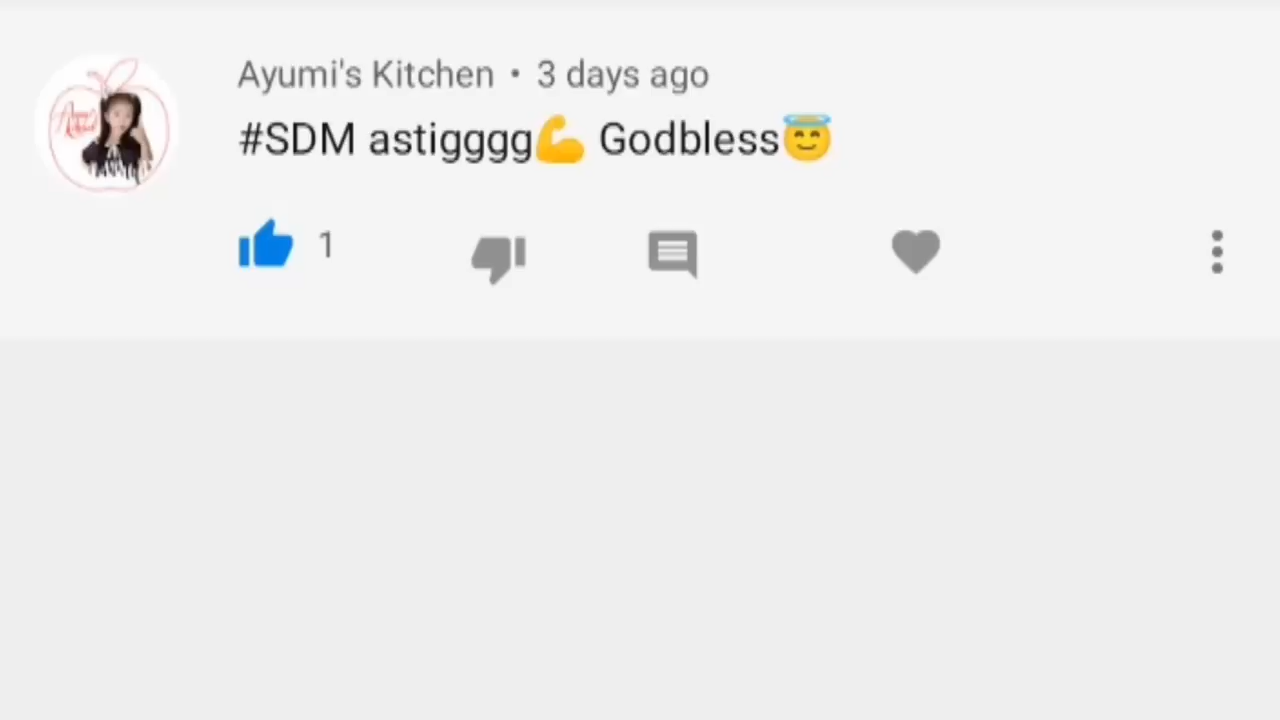 Ayumi's Kitchen • 3 days ago
#SDM astigggg💪 Godbless😇
1